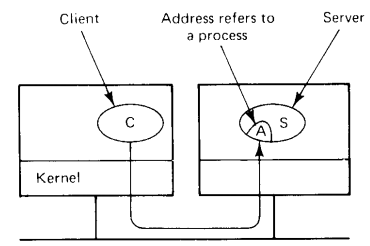 Client
Address refers to
a process
Server
C
A
S
Kernel